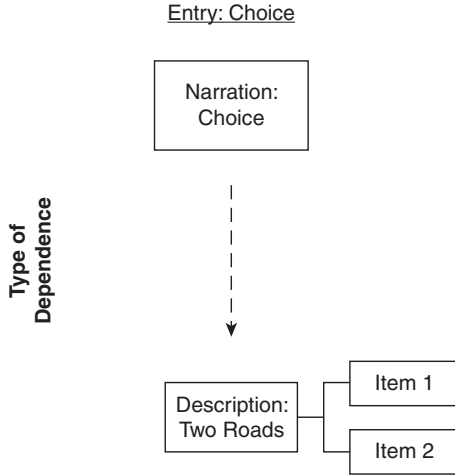 Entry: Choice
Narration:
Choice
Type of
Dependence
Description:
Two Roads
Item 1
Item 2